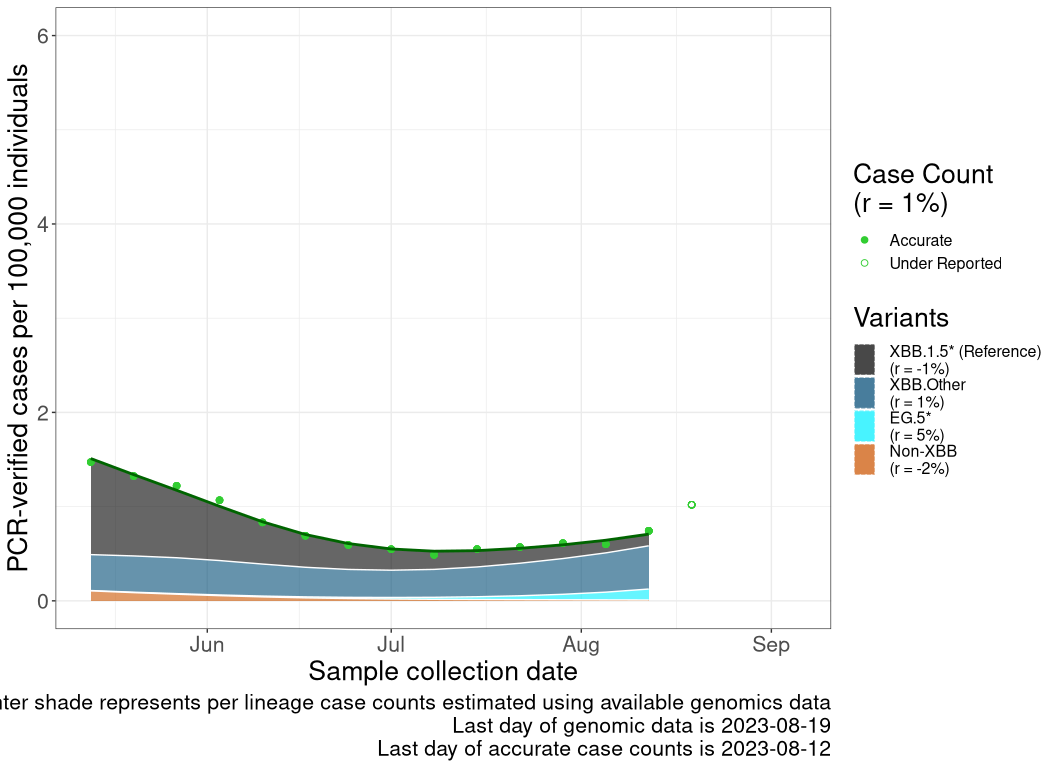 6
4
2
0
PCR-verified cases per 100,000 individuals
Jun Jul Aug Sep
Sample collection date
shade represents per lineage case counts estimated using available genomics data
Last day of genomic data is 2023-08-19
Last day of accurate case counts is 2023-08-12
Case Count
(r = 1%)
Accurate
Under Reported
Variants
XBB.1.5* (Reference)
(r = -1%)
XBB.Other
(r = 1%)
EG.5*
(r = 5%)
Non-XBB
(r = -2%)